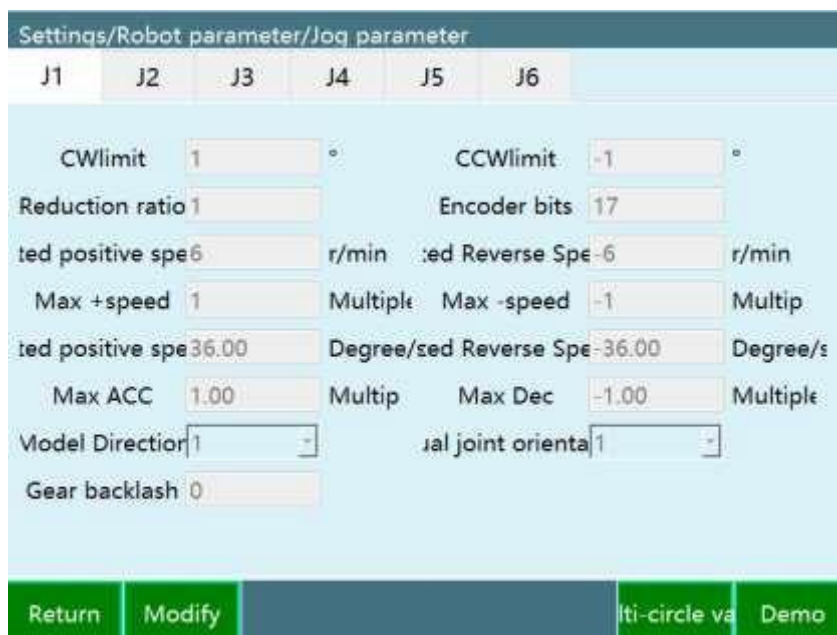 Settings/Robot parameter/Jog parameter
J1 J2 J3 J4 J5 J6
CWlimit 1 ° CCWlimit -1 °
Reduction ratio 1 Encoder bits 17
ted positive spe 6 r/min :ed Reverse Spe -6 r/min
Max +speed 1 Multiple Max -speed -1 Multip
ted positive spe 36.00 Degree/s ed Reverse Spe -36.00 Degree/s
Max ACC 1.00 Multip Max Dec -1.00 Multiple
Model Direction 1 ual joint orienta 1
Gear backlash 0
Return Modify lti-circle va Demo